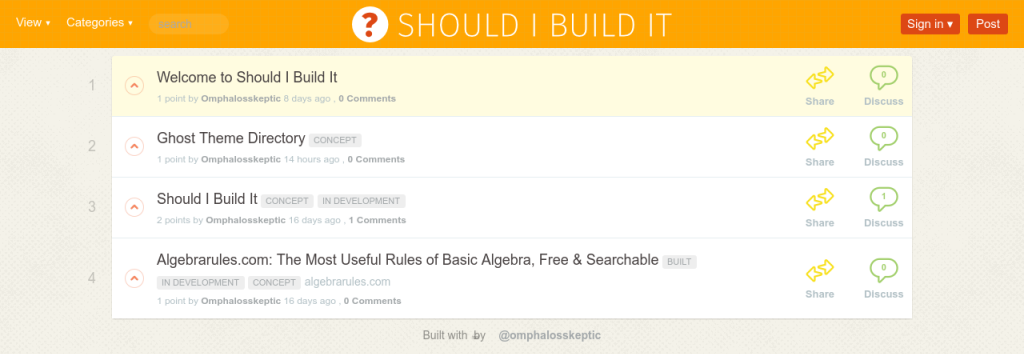 View ▾ Categories ▾ search ? SHOULD I BUILD IT Sign in ▾ Post
1 Welcome to Should I Build It
1 point by Omphalosskeptic 8 days ago , 0 Comments
Share
0
Discuss
2 Ghost Theme Directory CONCEPT
1 point by Omphalosskeptic 14 hours ago , 0 Comments
Share
0
Discuss
3 Should I Build It CONCEPT IN DEVELOPMENT
2 points by Omphalosskeptic 16 days ago , 1 Comments
Share
1
Discuss
4 Algebrarules.com: The Most Useful Rules of Basic Algebra, Free & Searchable BUILT
IN DEVELOPMENT CONCEPT algebrarules.com
1 point by Omphalosskeptic 16 days ago , 0 Comments
Share
0
Discuss
Built with by @omphalosskeptic